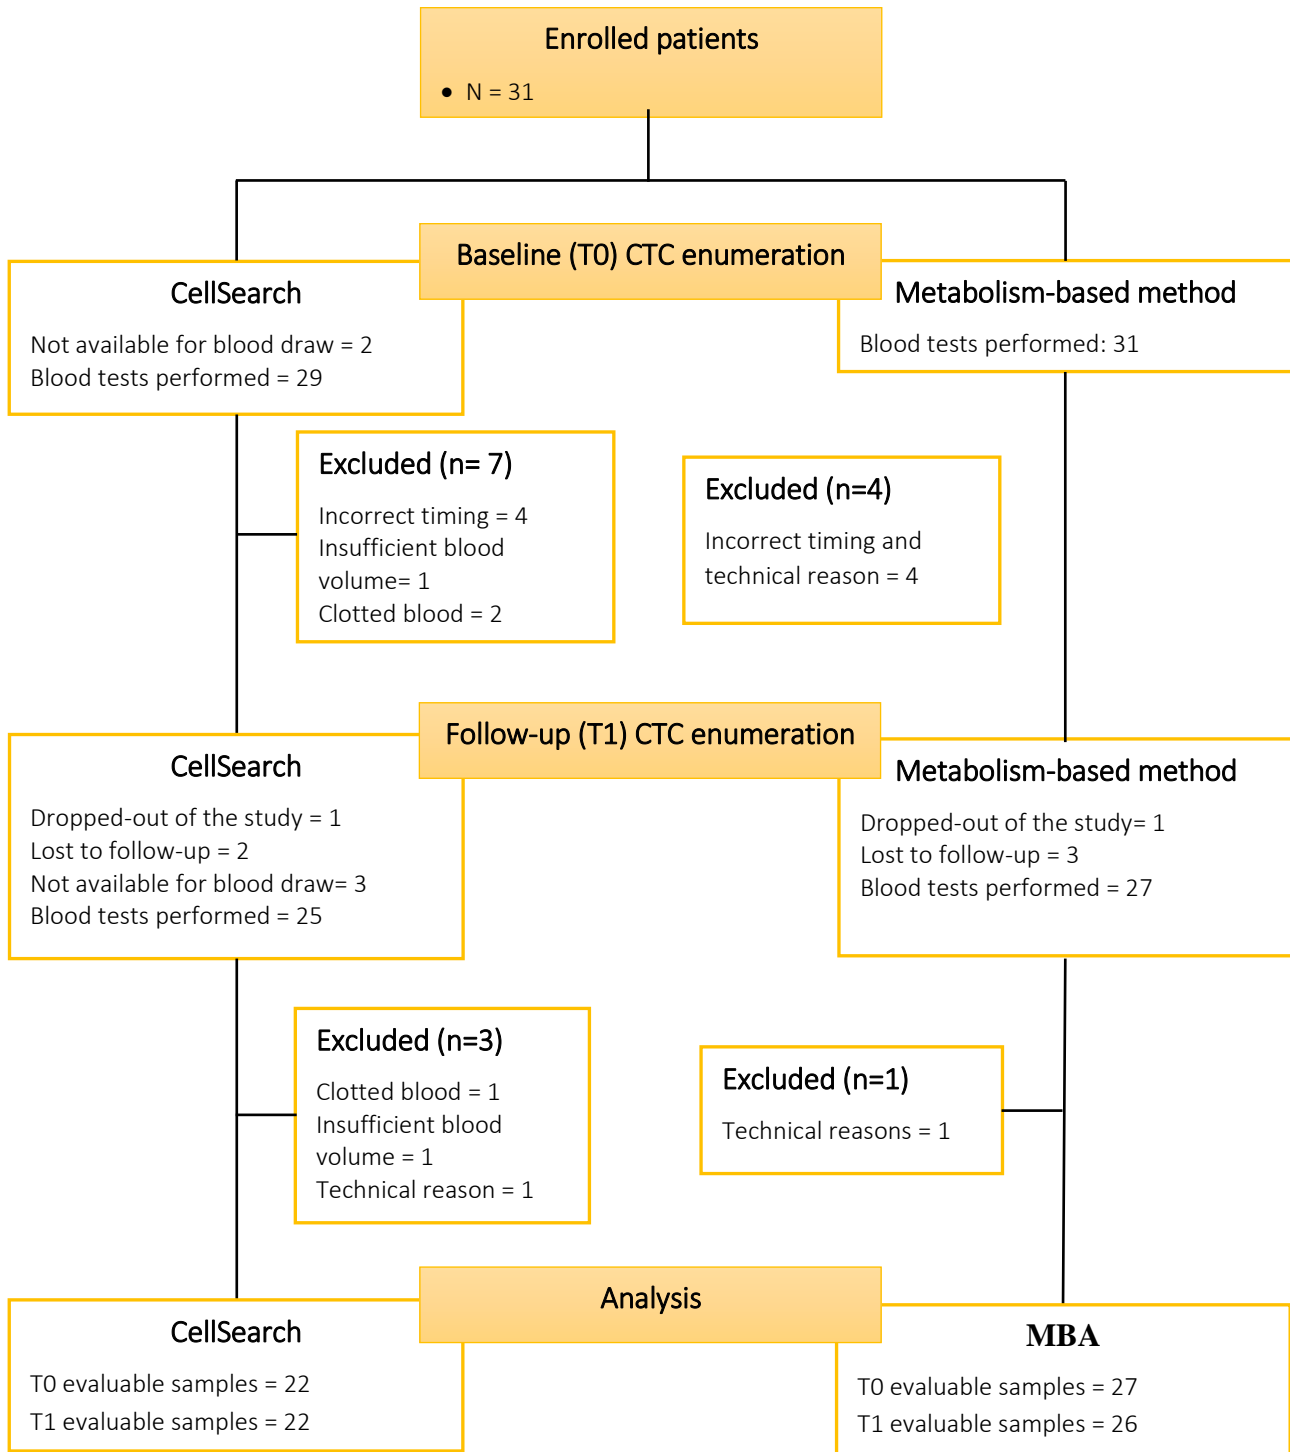 Enrolled patients
• N = 31
Baseline (T0) CTC enumeration
CellSearch
Not available for blood draw = 2
Blood tests performed = 29
Metabolism-based method
Blood tests performed: 31
Excluded (n= 7)
Incorrect timing = 4
Insufficient blood
volume= 1
Clotted blood = 2
Excluded (n=4)
Incorrect timing and
technical reason = 4
Follow-up (T1) CTC enumeration
CellSearch
Dropped-out of the study = 1
Lost to follow-up = 2
Not available for blood draw= 3
Blood tests performed = 25
Metabolism-based method
Dropped-out of the study= 1
Lost to follow-up = 3
Blood tests performed = 27
Excluded (n=3)
Clotted blood = 1
Insufficient blood
volume = 1
Technical reason = 1
Excluded (n=1)
Technical reasons = 1
Analysis
CellSearch
T0 evaluable samples = 22
T1 evaluable samples = 22
MBA
T0 evaluable samples = 27
T1 evaluable samples = 26